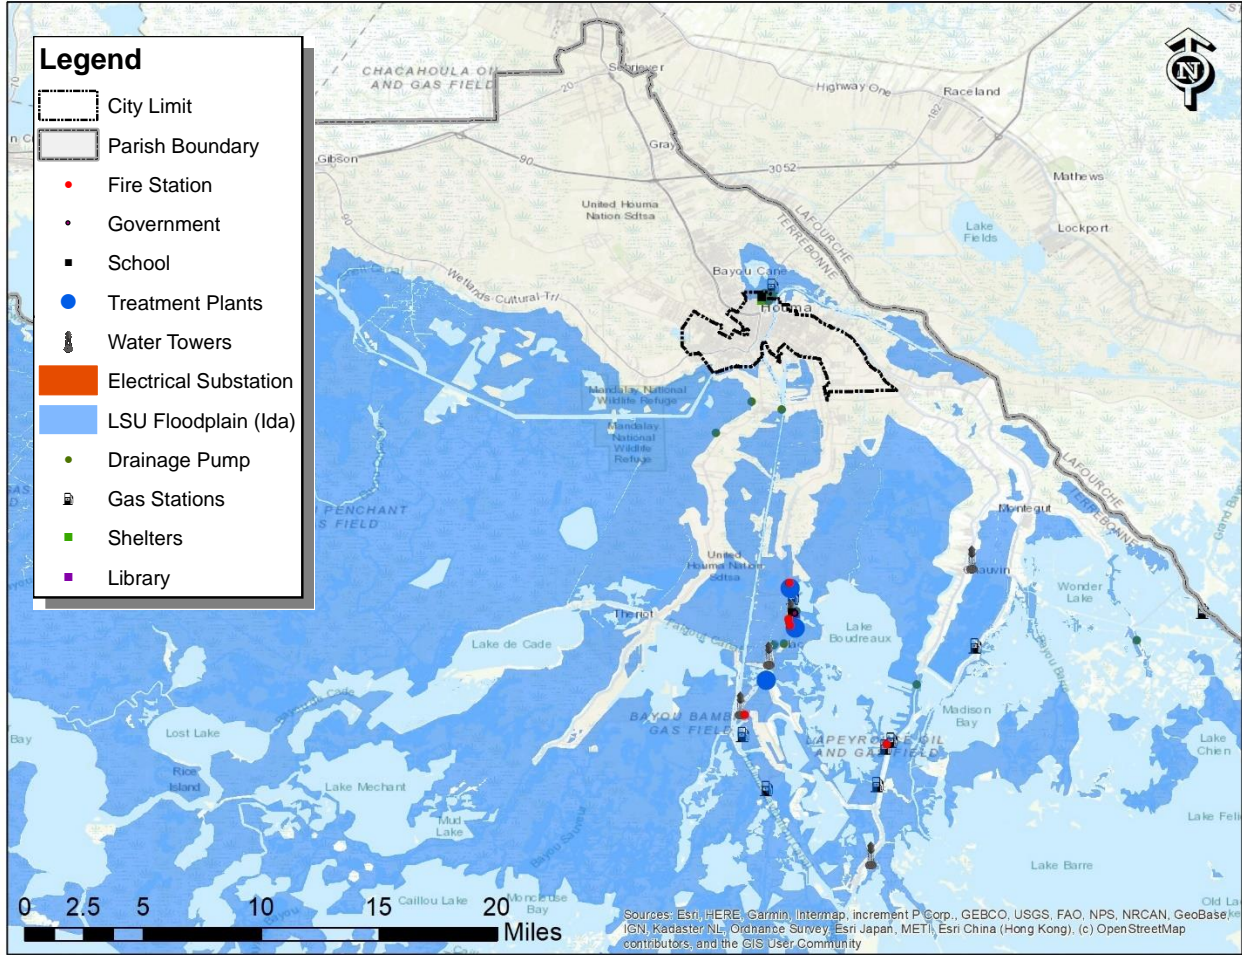 Legend
City Limit
Parish Boundary
Fire Station
Government
School
Treatment Plants
Water Towers
Electrical Substation
LSU Floodplain (Ida)
Drainage Pump
Gas Stations
Shelters
Library
N
CHACAHOULA OIL
AND GAS FIELD
Schriever
20
Highway One
Raceland
182
1
Gray
Gibson
90
3052
Mathews
United Houma
Nation Sdtsa
LAFOURCHE
TERREBONNE
Lake
Fields
Lockport
90
Bayou Cane
Wetlands Cultural Trl
Houma
Mandalay National
Wildlife Refuge
Mandalay
National
Wildlife
Refuge
LAFOURCHE
TERREBONNE
PENCHANT
S FIELD
Montegut
United
Houma Nation
Sdtsa
Wonder
Lake
Theriot
Lake de Cade
Lake
Boudreaux
Bayou
Lost Lake
BAYOU
GAS FIELD
Madison
Bay
OIL
AND GAS FIELD
Lake
Chien
Bay
Rice
Island
Lake Mechant
Mud
Lake
Lake Barre
Caillou Lake
Bay
0 2.5 5 10 15 20
Miles
Sources: Esri, HERE, Garmin, Intermap, increment P Corp., GEBCO, USGS, FAO, NPS, NRCAN, GeoBase,
IGN, Kadaster NL, Ordnance Survey, Esri Japan, METI, Esri China (Hong Kong), (c) OpenStreetMap
contributors, and the GIS User Community